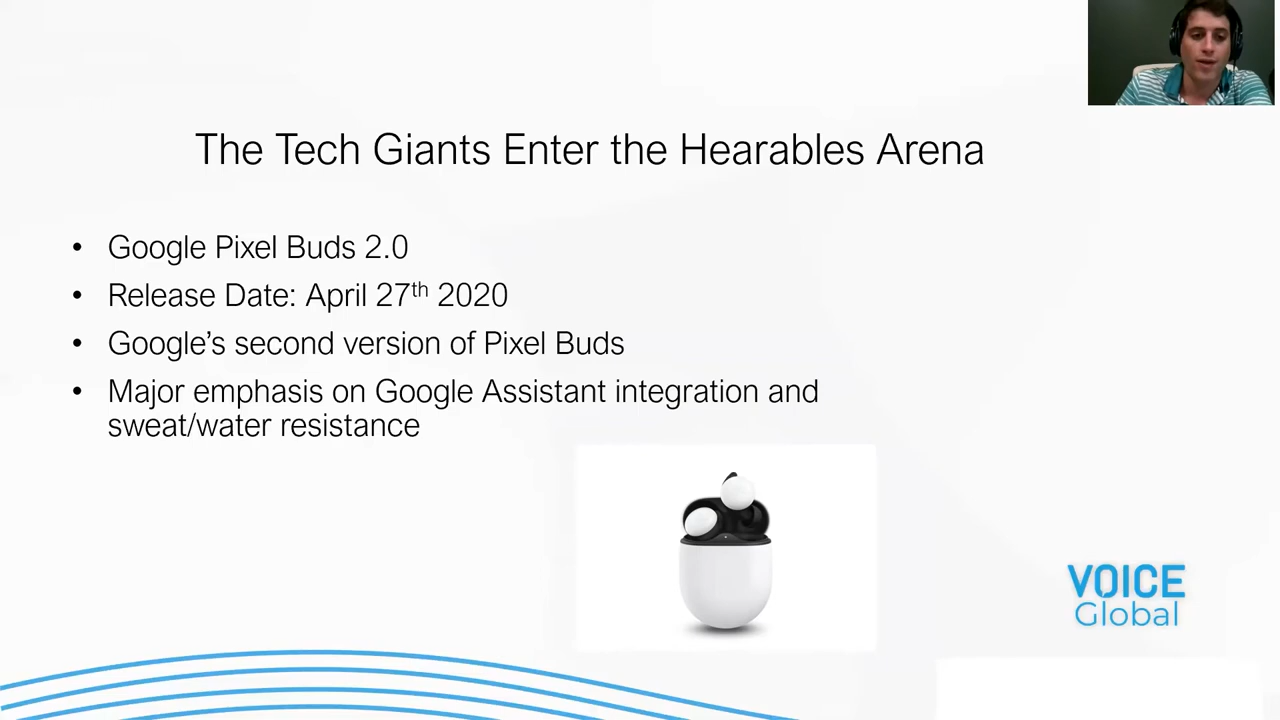 The Tech Giants Enter the Hearables Arena
• Google Pixel Buds 2.0
• Release Date: April 27th 2020
• Google’s second version of Pixel Buds
• Major emphasis on Google Assistant integration and
sweat/water resistance
VOICE
Global